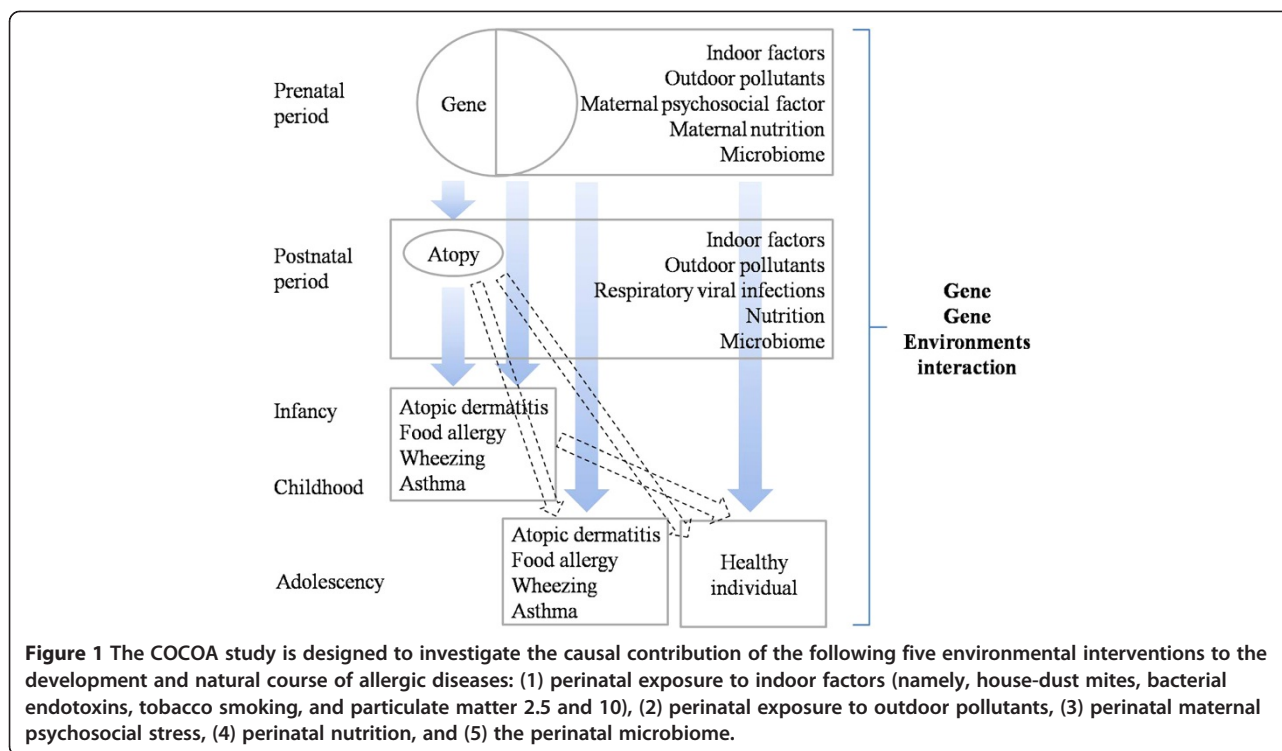 Prenatal
period
Gene
Indoor factors
Outdoor pollutants
Maternal psychosocial factor
Maternal nutrition
Microbiome
Postnatal
period
Atopy
Indoor factors
Outdoor pollutants
Respiratory viral infections
Nutrition
Microbiome
Gene
Gene
Environments
interaction
Infancy
Childhood
Atopic dermatitis
Food allergy
Wheezing
Asthma
Adolescency
Atopic dermatitis
Food allergy
Wheezing
Asthma
Healthy
individual
Figure 1 The COCOA study is designed to investigate the causal contribution of the following five environmental interventions to the
development and natural course of allergic diseases: (1) perinatal exposure to indoor factors (namely, house-dust mites, bacterial
endotoxins, tobacco smoking, and particulate matter 2.5 and 10), (2) perinatal exposure to outdoor pollutants, (3) perinatal maternal
psychosocial stress, (4) perinatal nutrition, and (5) the perinatal microbiome.